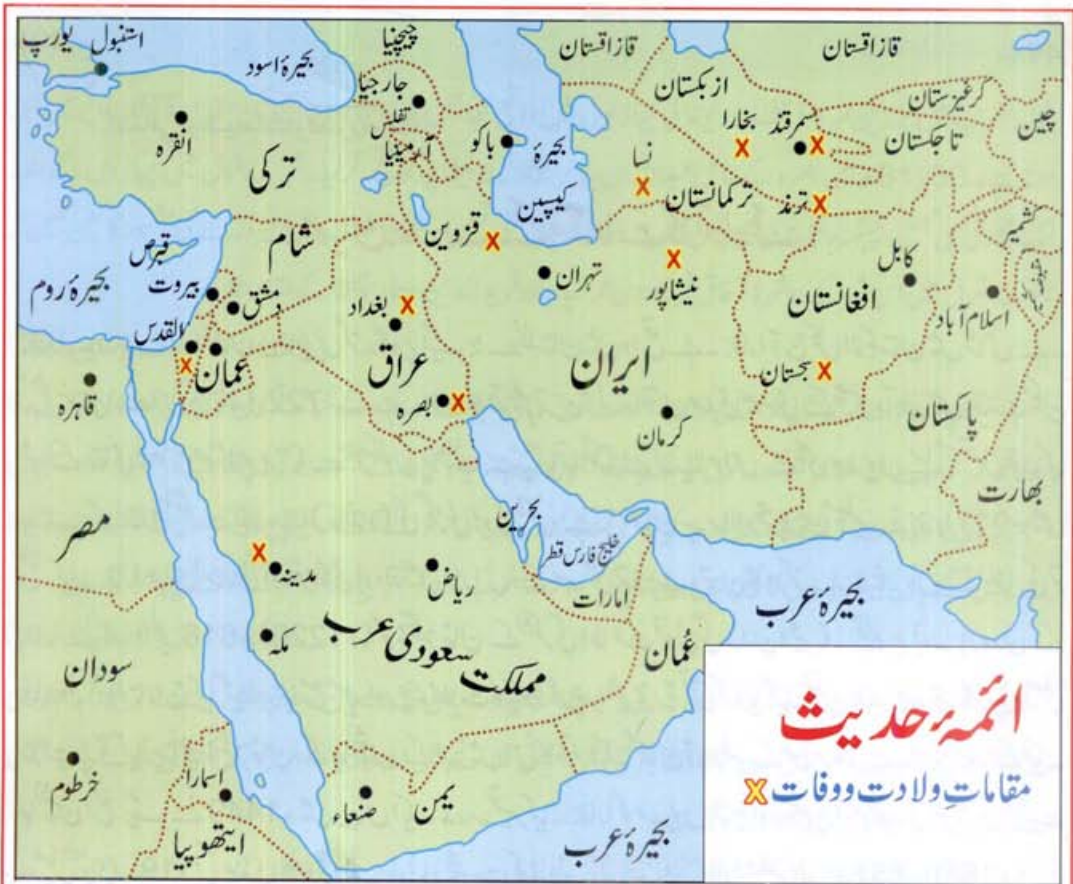 یورپ
استنبول
بحیرۂ اسود
چیچنیا
قازاقستان
قازاقستان
جارجیا
تفلس
آرمینیا
باکو
بحیرۂ
کیسپین
ازبکستان
بخارا
سمرقند
کرغیزستان
تاجکستان
چین
انقرہ
ترکی
نسا
ترکمانستان
ترمذ
کشمیر
قزوین
تہران
نیشاپور
کابل
افغانستان
اسلام آباد
شام
قبرص
بیروت
دمشق
بحیرۂ روم
القدس
عمان
بغداد
عراق
بصرہ
ایران
کرمان
سجستان
پاکستان
بھارت
قاہرہ
مصر
بحرین
خلیج فارس
قطر
امارات
مدینہ
ریاض
مکہ
مملکت سعودی عرب
عُمان
بحیرۂ عرب
سودان
خرطوم
اسمارا
ایتھوپیا
صنعاء
یمن
بحیرۂ عرب
ائمۂ حدیث
مقاماتِ ولادت ووفات X